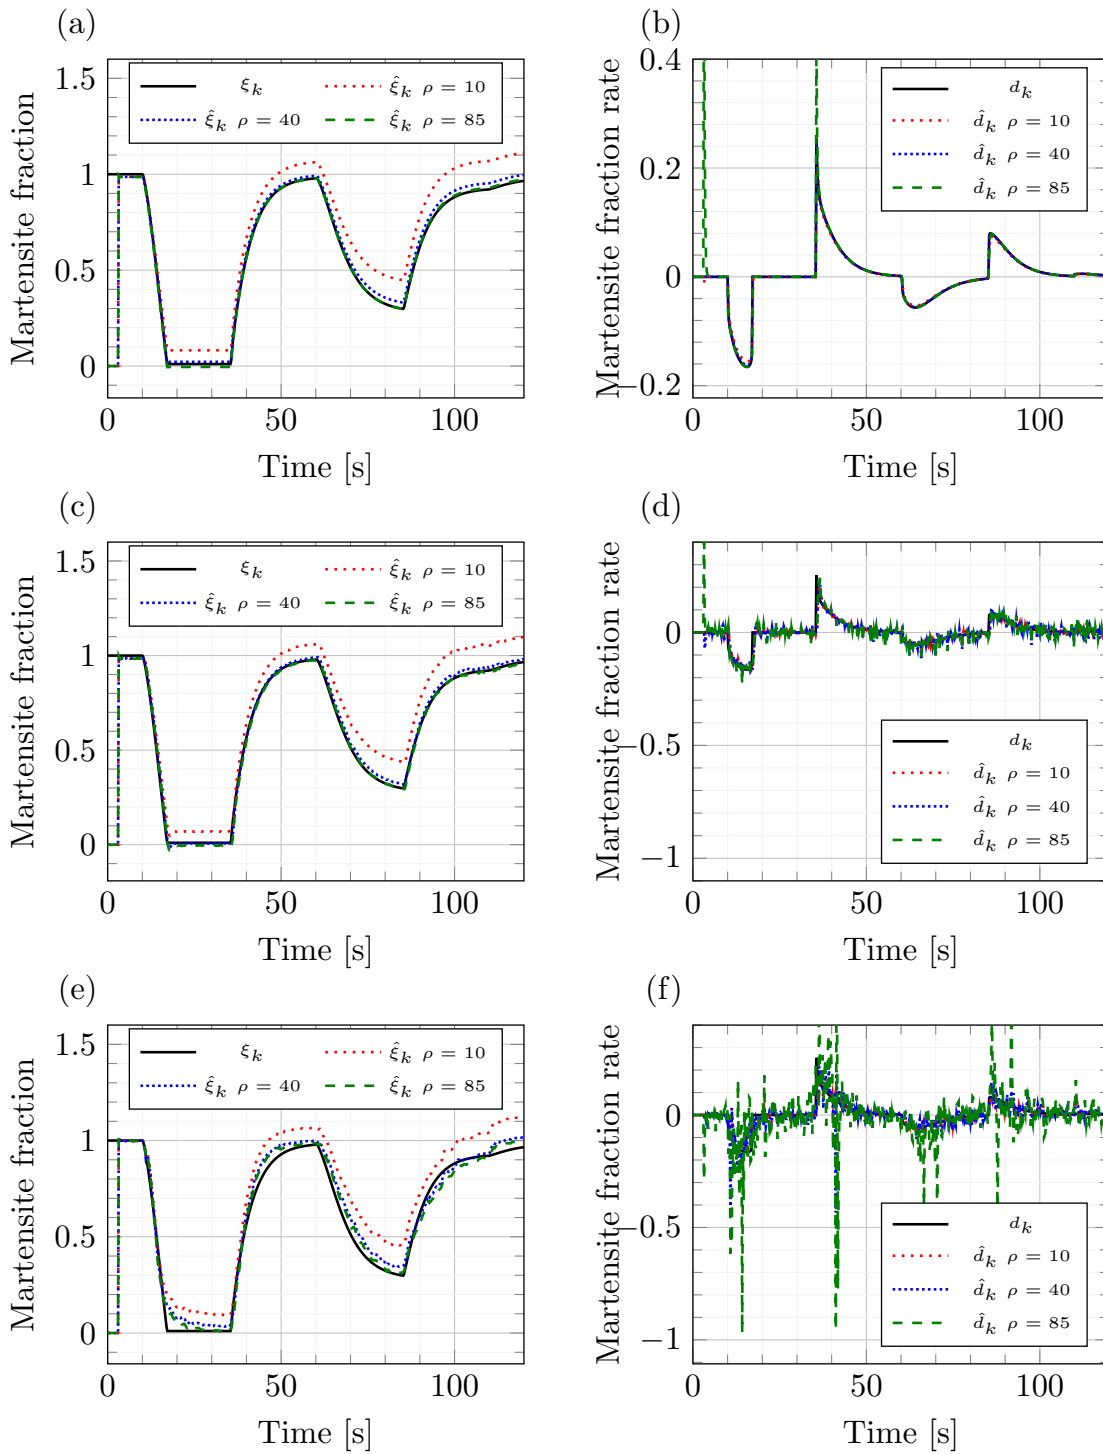 (a)
Martensite fraction
1.5
1
0.5
0
ξ_k
ξ̂_k ρ = 10
ξ̂_k ρ = 40
ξ̂_k ρ = 85
0 50 100
Time [s]
(b)
Martensite fraction rate
0.4
0.2
0
−0.2
d_k
d̂_k ρ = 10
d̂_k ρ = 40
d̂_k ρ = 85
0 50 100
Time [s]
(c)
Martensite fraction
1.5
1
0.5
0
ξ_k
ξ̂_k ρ = 10
ξ̂_k ρ = 40
ξ̂_k ρ = 85
0 50 100
Time [s]
(d)
Martensite fraction rate
0
−0.5
−1
d_k
d̂_k ρ = 10
d̂_k ρ = 40
d̂_k ρ = 85
0 50 100
Time [s]
(e)
Martensite fraction
1.5
1
0.5
0
ξ_k
ξ̂_k ρ = 10
ξ̂_k ρ = 40
ξ̂_k ρ = 85
0 50 100
Time [s]
(f)
Martensite fraction rate
0
−0.5
−1
d_k
d̂_k ρ = 10
d̂_k ρ = 40
d̂_k ρ = 85
0 50 100
Time [s]